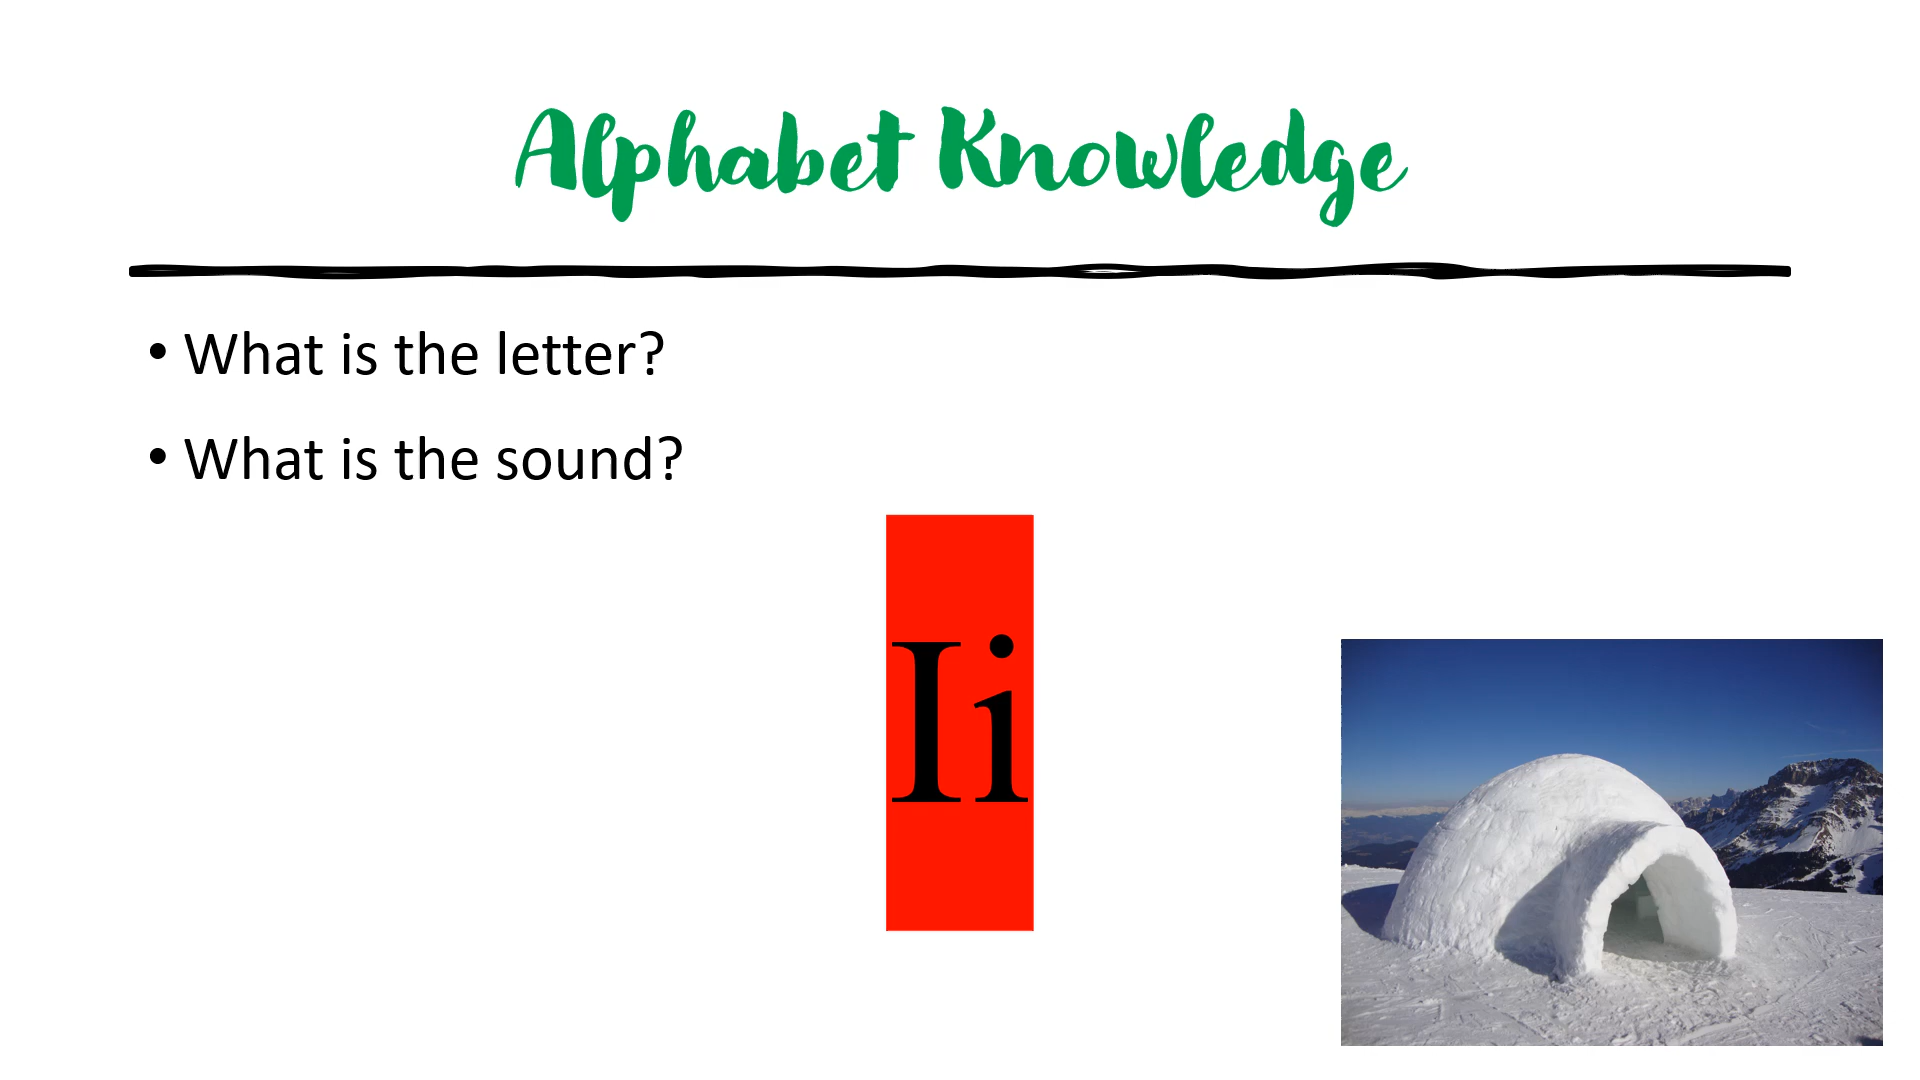 Alphabet Knowledge
• What is the letter?
• What is the sound?
Ii